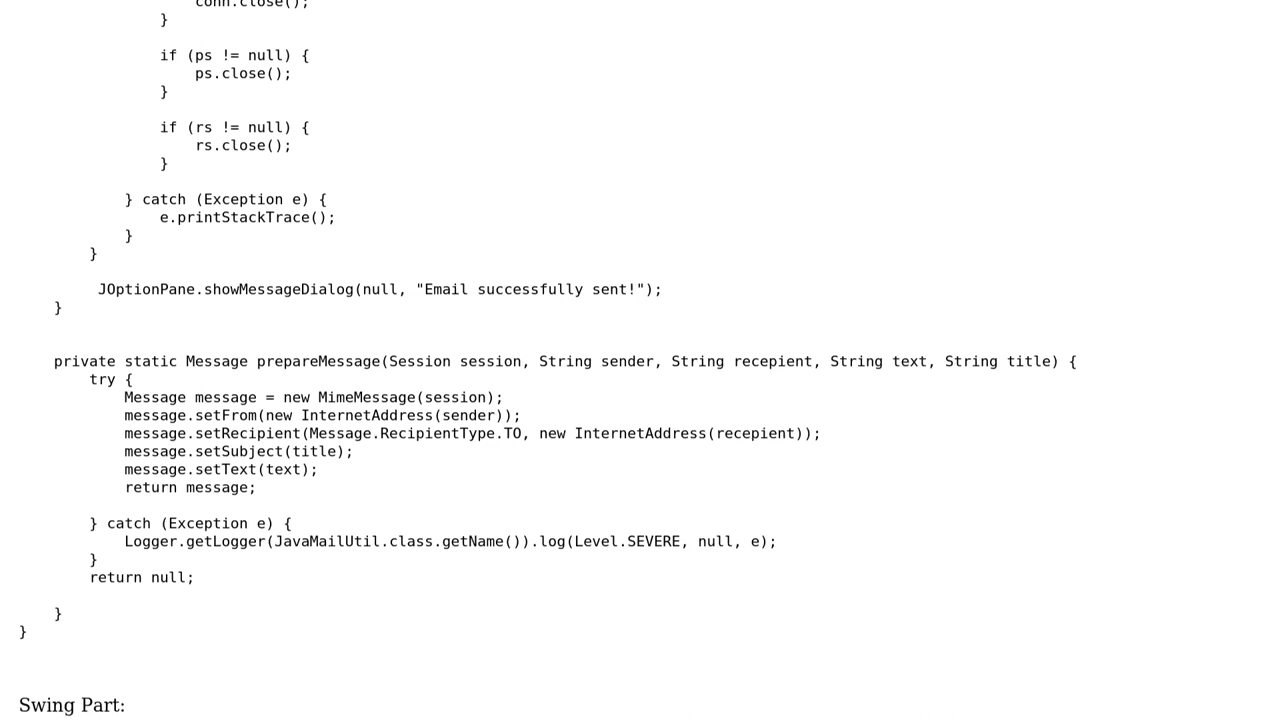 conn.close();
}
if (ps != null) {
ps.close();
}
if (rs != null) {
rs.close();
}
} catch (Exception e) {
e.printStackTrace();
}
}
JOptionPane.showMessageDialog(null, "Email successfully sent!");
}
private static Message prepareMessage(Session session, String sender, String recepient, String text, String title) {
try {
Message message = new MimeMessage(session);
message.setFrom(new InternetAddress(sender));
message.setRecipient(Message.RecipientType.TO, new InternetAddress(recepient));
message.setSubject(title);
message.setText(text);
return message;
} catch (Exception e) {
Logger.getLogger(JavaMailUtil.class.getName()).log(Level.SEVERE, null, e);
}
return null;
}
}
Swing Part: